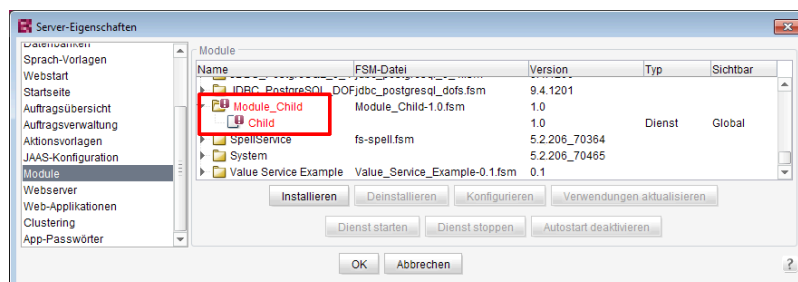 Server-Eigenschaften
Datenbanken
Sprach-Vorlagen
Webstart
Startseite
Auftragsübersicht
Auftragsverwaltung
Aktionsvorlagen
JAAS-Konfiguration
Module
Webserver
Web-Applikationen
Clustering
App-Passwörter
Module
Name FSM-Datei Version Typ Sichtbar
JDBC_PostgreSQL_DOF jdbc_postgresql_dofs.fsm 9.4.1201
Module_Child Module_Child-1.0.fsm 1.0
Child 1.0 Dienst Global
SpellService fs-spell.fsm 5.2.206_70364
System 5.2.206_70465
Value Service Example Value_Service_Example-0.1.fsm 0.1
Installieren Deinstallieren Konfigurieren Verwendungen aktualisieren
Dienst starten Dienst stoppen Autostart deaktivieren
OK Abbrechen ?